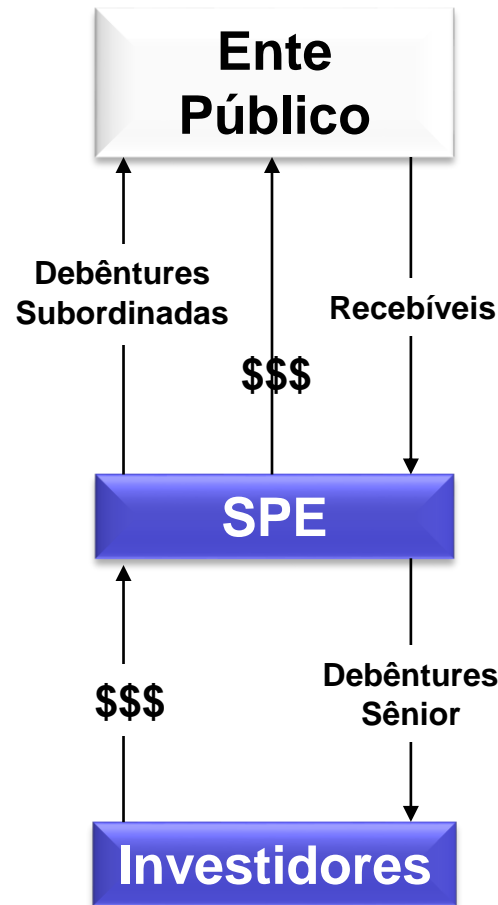 Ente
Público
Debêntures
Subordinadas
Recebíveis
$$$
SPE
Debêntures
Sênior
$$$
Investidores